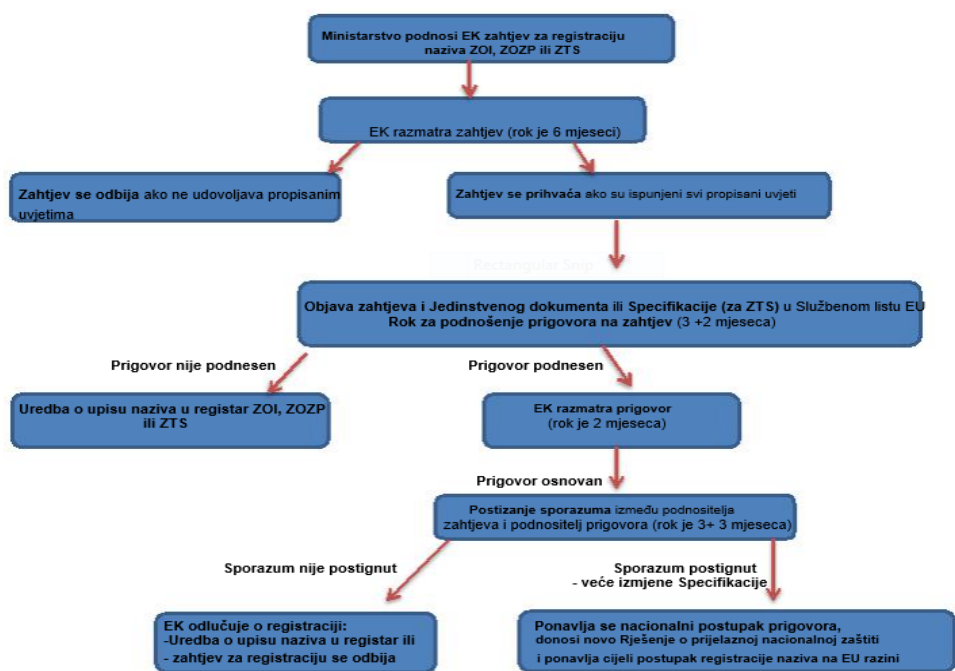 Ministarstvo podnosi EK zahtjev za registraciju
naziva ZOI, ZOZP ili ZTS
EK razmatra zahtjev (rok je 6 mjeseci)
Zahtjev se odbija ako ne udovoljava propisanim
uvjetima
Zahtjev se prihvaća ako su ispunjeni svi propisani uvjeti
Rectangular Snip
Objava zahtjeva i Jedinstvenog dokumenta ili Specifikacije (za ZTS) u Službenom listu EU
Rok za podnošenje prigovora na zahtjev (3 +2 mjeseca)
Prigovor nije podnesen
Prigovor podnesen
Uredba o upisu naziva u registar ZOI, ZOZP
ili ZTS
EK razmatra prigovor
(rok je 2 mjeseca)
Prigovor osnovan
Postizanje sporazuma između podnositelja
zahtjeva i podnositelj prigovora (rok je 3+ 3 mjeseca)
Sporazum nije postignut
Sporazum postignut
- veće izmjene Specifikacije
EK odlučuje o registraciji:
-Uredba o upisu naziva u registar ili
- zahtjev za registraciju se odbija
Ponavlja se nacionalni postupak prigovora,
donosi novo Rješenje o prijelaznoj nacionalnoj zaštiti
i ponavlja cijeli postupak registracije naziva na EU razini